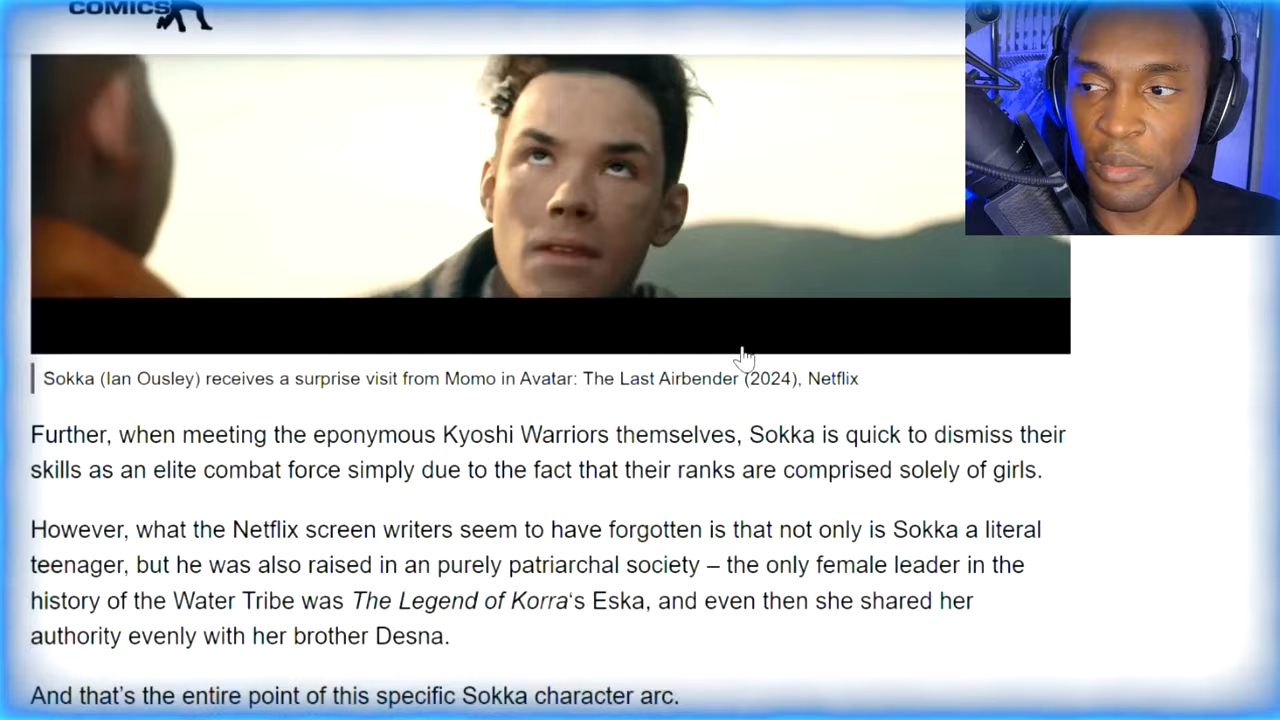 COMICS
Sokka (Ian Ousley) receives a surprise visit from Momo in Avatar: The Last Airbender (2024), Netflix
Further, when meeting the eponymous Kyoshi Warriors themselves, Sokka is quick to dismiss their
skills as an elite combat force simply due to the fact that their ranks are comprised solely of girls.
However, what the Netflix screen writers seem to have forgotten is that not only is Sokka a literal
teenager, but he was also raised in an purely patriarchal society – the only female leader in the
history of the Water Tribe was The Legend of Korra‘s Eska, and even then she shared her
authority evenly with her brother Desna.
And that’s the entire point of this specific Sokka character arc.